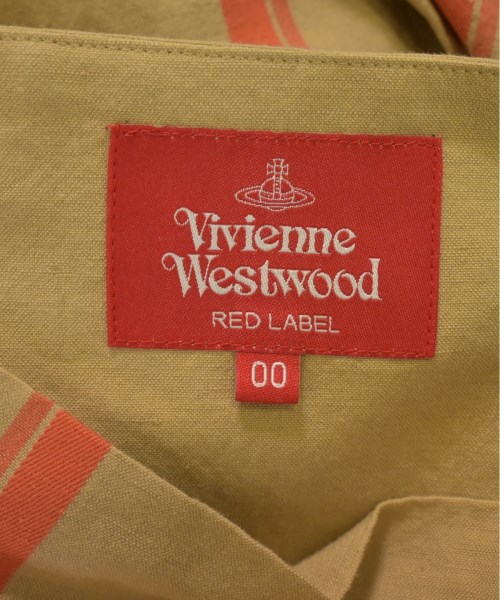 Vivienne
Westwood
RED LABEL
00